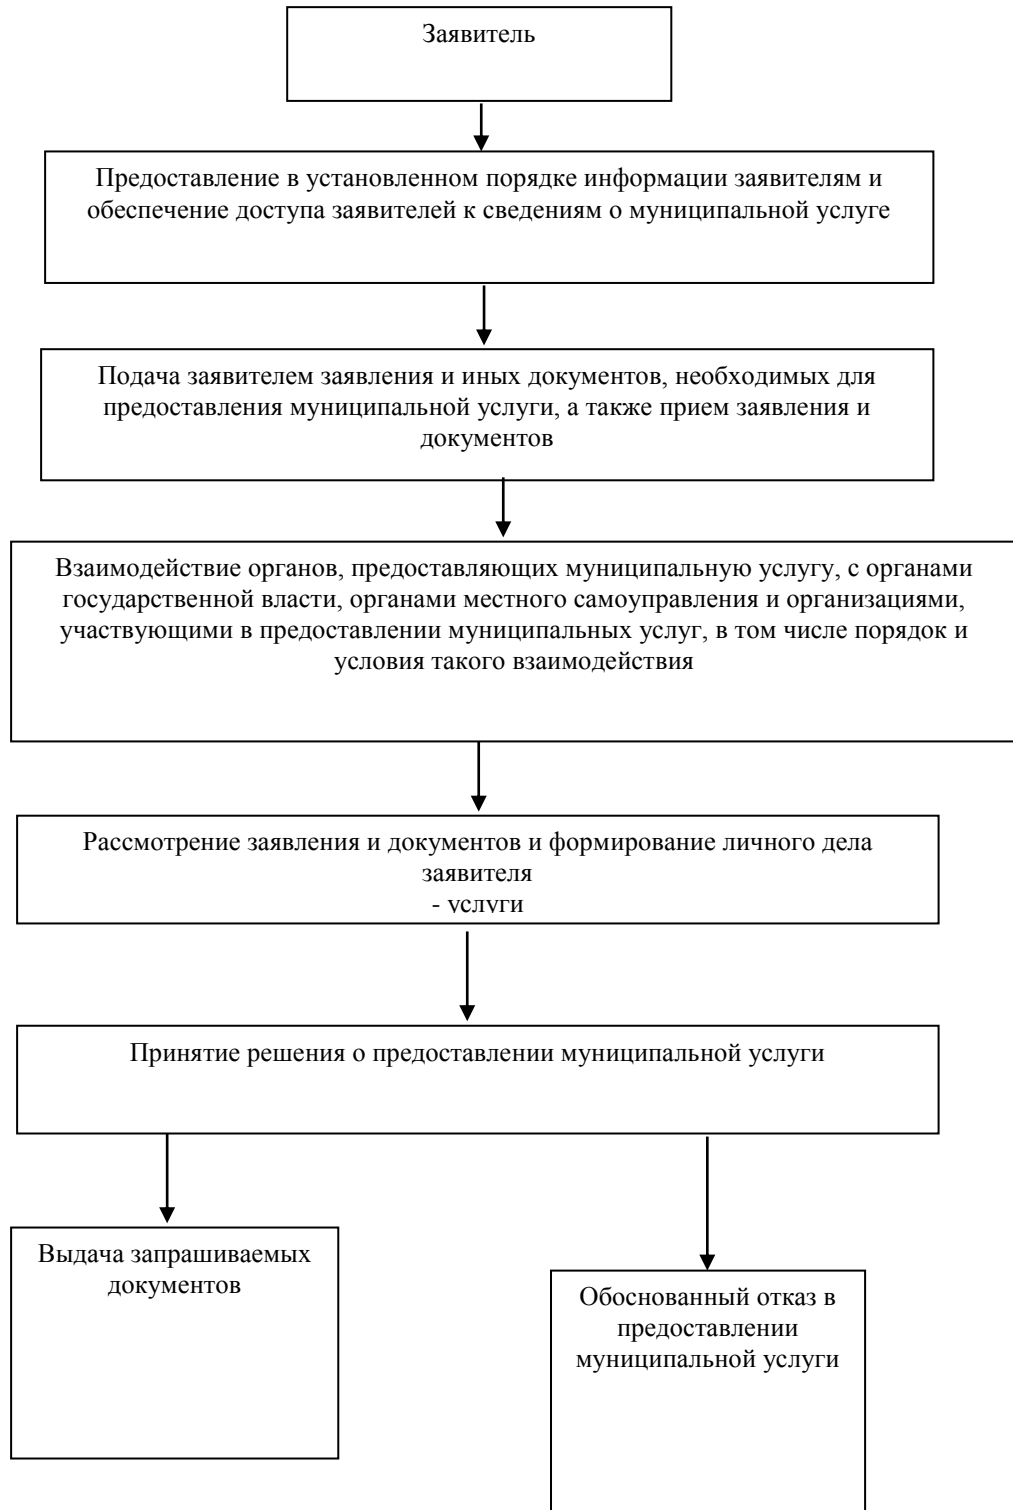 Заявитель
Предоставление в установленном порядке информации заявителям и
обеспечение доступа заявителей к сведениям о муниципальной услуге
Подача заявителем заявления и иных документов, необходимых для
предоставления муниципальной услуги, а также прием заявления и
документов
Взаимодействие органов, предоставляющих муниципальную услугу, с органами
государственной власти, органами местного самоуправления и организациями,
участвующими в предоставлении муниципальных услуг, в том числе порядок и
условия такого взаимодействия
Рассмотрение заявления и документов и формирование личного дела
заявителя
- услуги
Принятие решения о предоставлении муниципальной услуги
Выдача запрашиваемых
документов
Обоснованный отказ в
предоставлении
муниципальной услуги